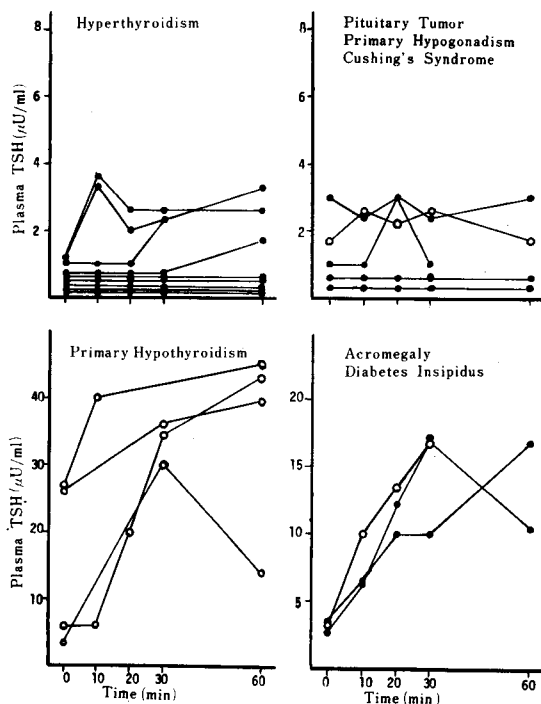 Hyperthyroidism
Plasma TSH (μU/ml)
8
6
4
2
Pituitary Tumor
Primary Hypogonadism
Cushing's Syndrome
8
6
4
2
Primary Hypothyroidism
Plasma TSH (μU/ml)
40
30
20
10
0 10 20 30 60
Time (min)
Acromegaly
Diabetes Insipidus
20
15
10
5
0 10 20 30 60
Time (min)